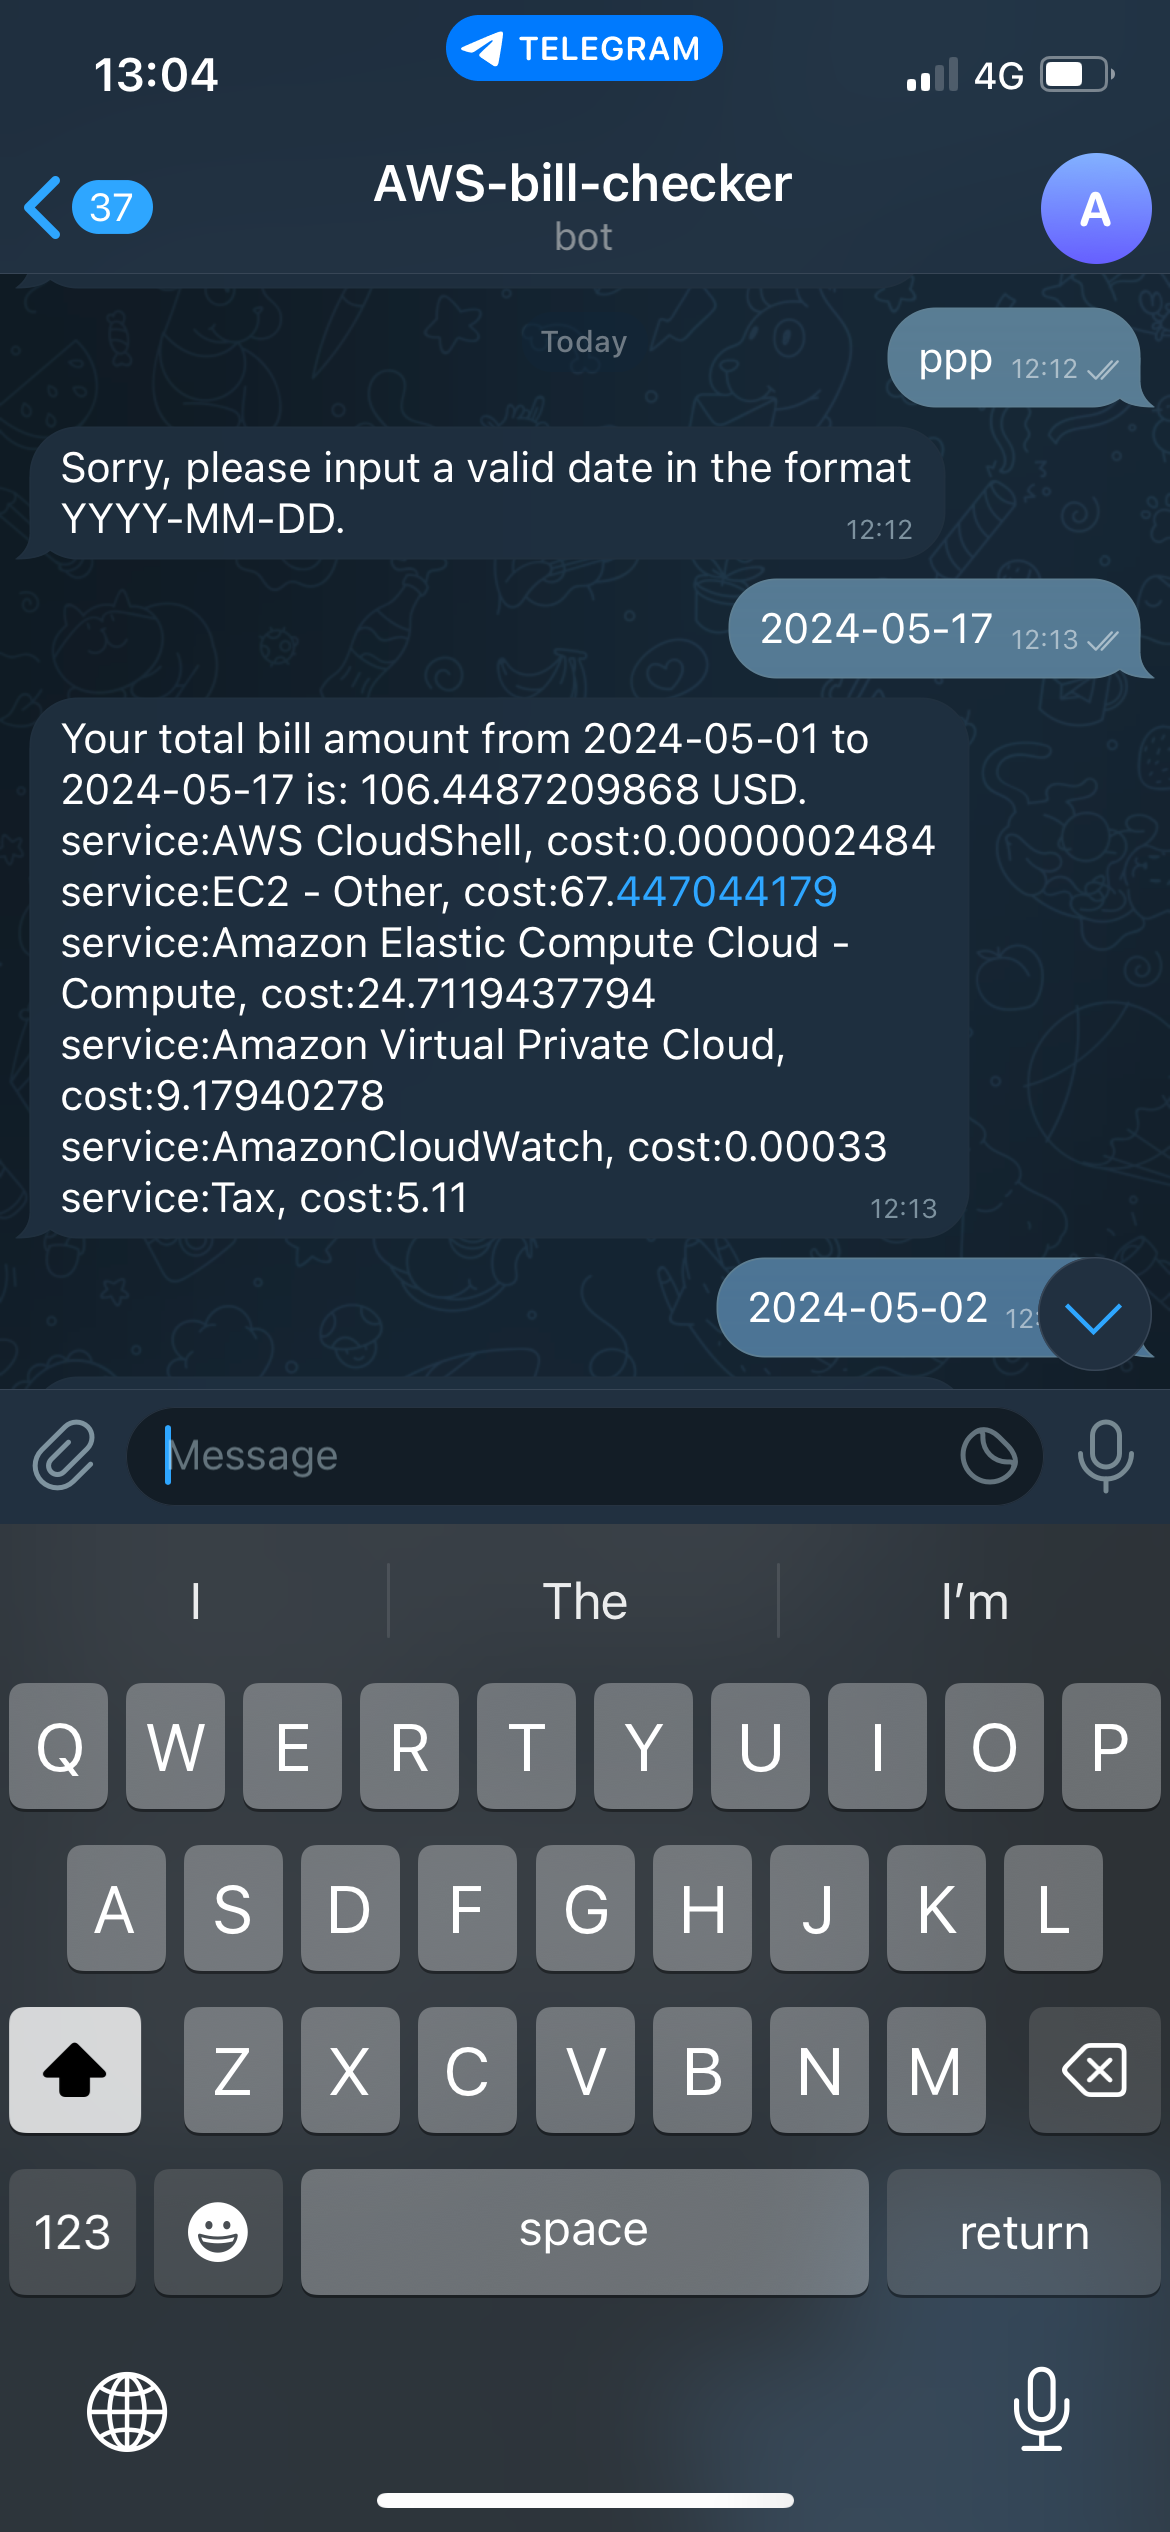 13:04
TELEGRAM
4G
37
AWS-bill-checker
bot
A
Today
ppp 12:12
Sorry, please input a valid date in the format
YYYY-MM-DD.
12:12
2024-05-17 12:13
Your total bill amount from 2024-05-01 to
2024-05-17 is: 106.4487209868 USD.
service:AWS CloudShell, cost:0.0000002484
service:EC2 - Other, cost:67.447044179
service:Amazon Elastic Compute Cloud -
Compute, cost:24.7119437794
service:Amazon Virtual Private Cloud,
cost:9.17940278
service:AmazonCloudWatch, cost:0.00033
service:Tax, cost:5.11
12:13
2024-05-02 12:
Message
I The I’m
Q W E R T Y U I O P
A S D F G H J K L
Z X C V B N M
123 space return